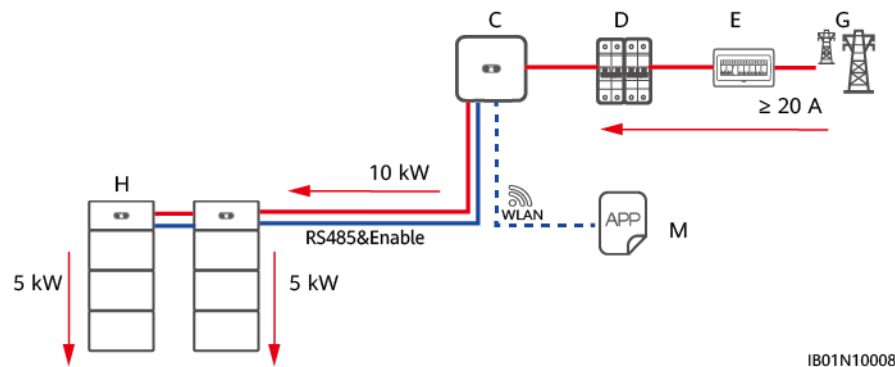 C
D
E
G
≥ 20 A
10 kW
H
WLAN
APP
M
RS485&Enable
5 kW
5 kW
IB01N10008